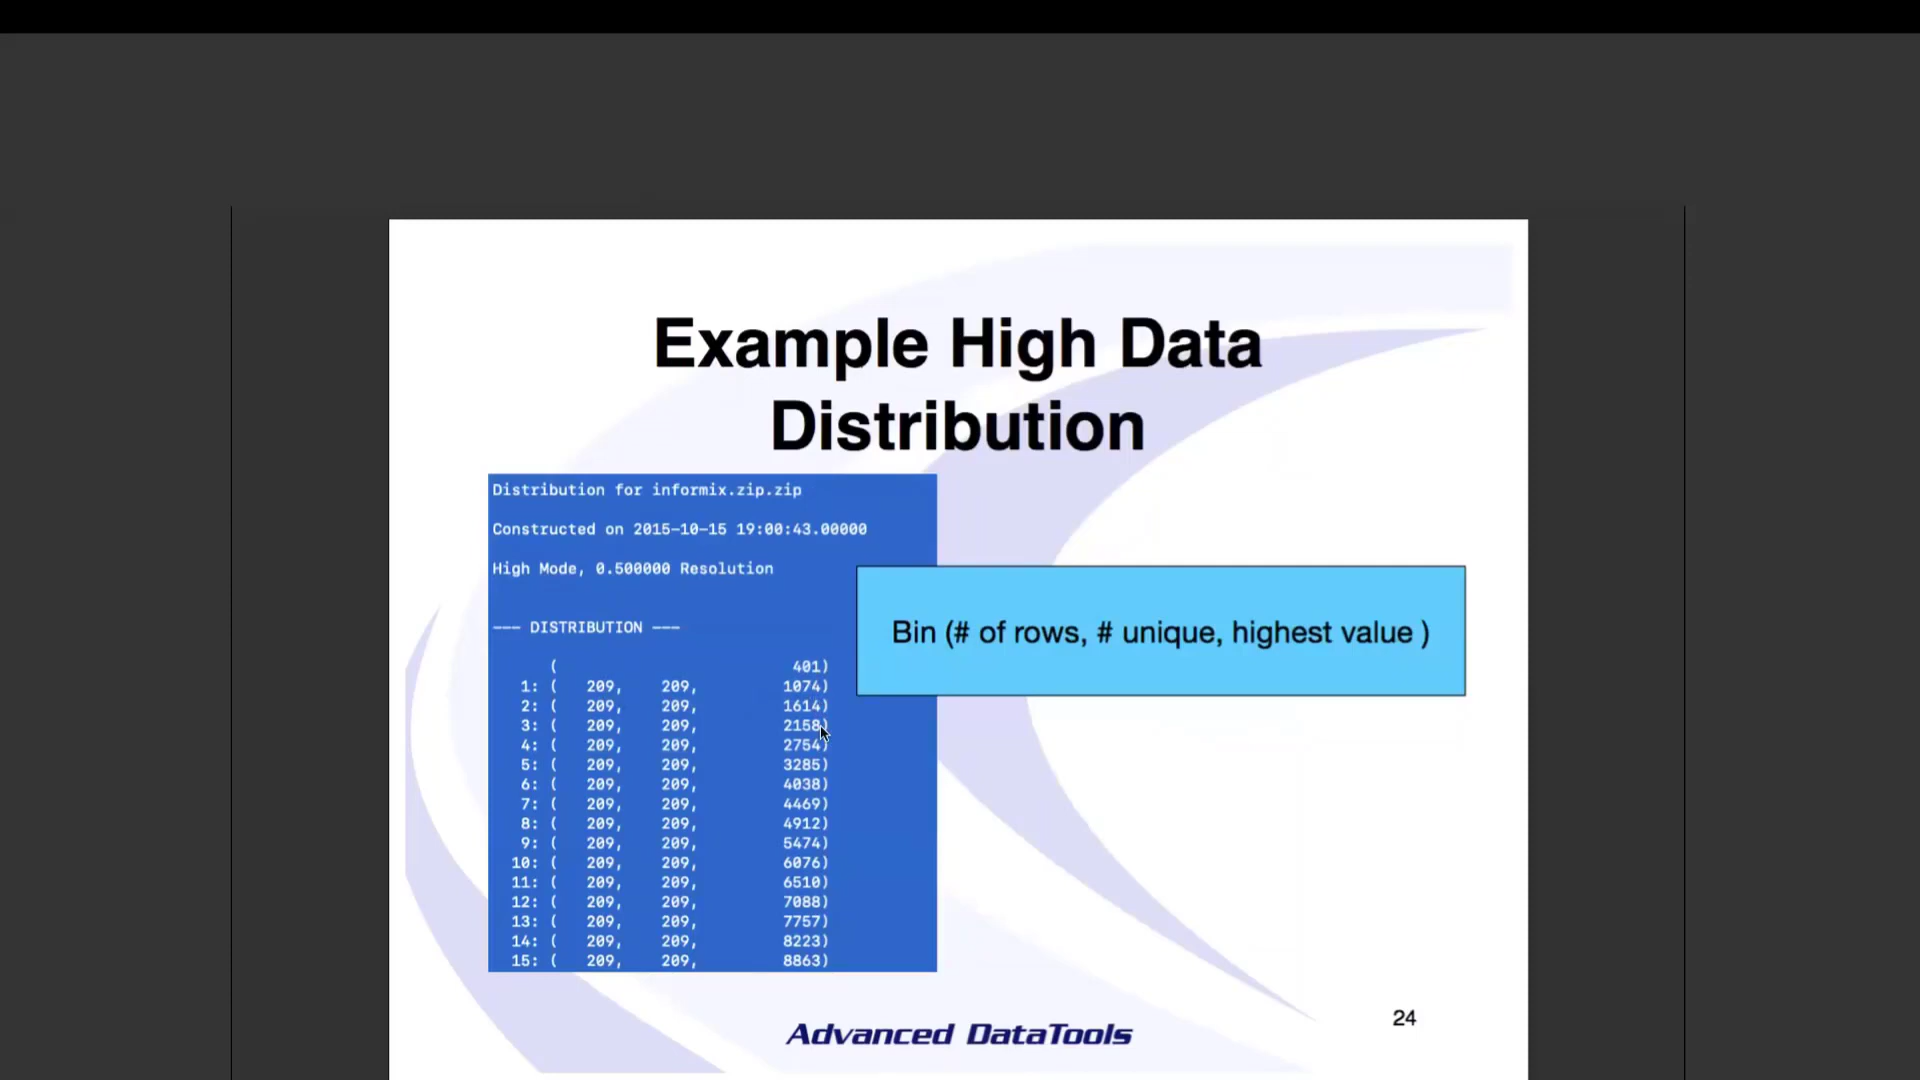 Example High Data
Distribution
Distribution for informix.zip.zip
Constructed on 2015-10-15 19:00:43.00000
High Mode, 0.500000 Resolution
--- DISTRIBUTION ---
( 401)
1: ( 209, 209, 1074)
2: ( 209, 209, 1614)
3: ( 209, 209, 2158)
4: ( 209, 209, 2754)
5: ( 209, 209, 3285)
6: ( 209, 209, 4038)
7: ( 209, 209, 4469)
8: ( 209, 209, 4912)
9: ( 209, 209, 5474)
10: ( 209, 209, 6076)
11: ( 209, 209, 6510)
12: ( 209, 209, 7088)
13: ( 209, 209, 7757)
14: ( 209, 209, 8223)
15: ( 209, 209, 8863)
Bin (# of rows, # unique, highest value )
Advanced DataTools
24